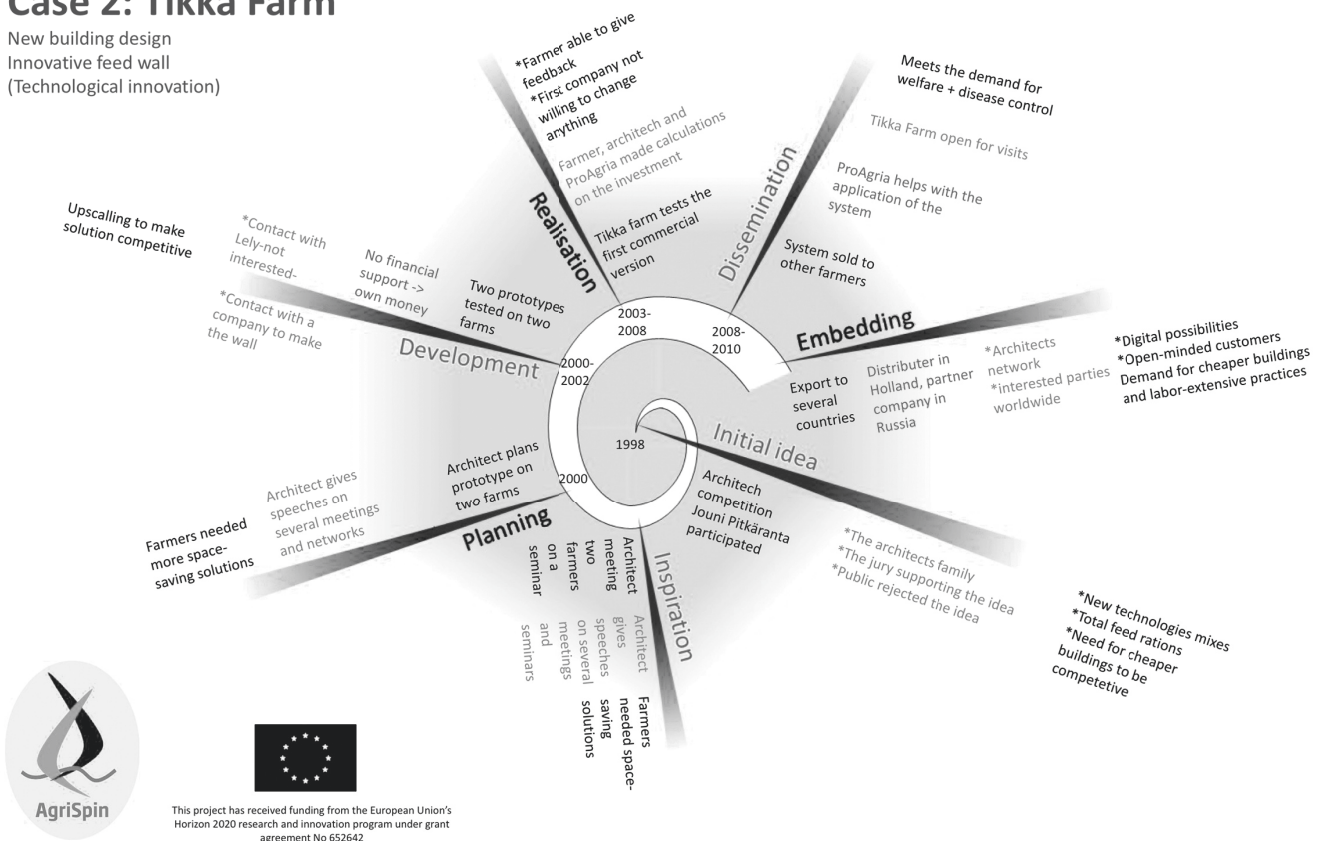 Case 2: Tikka Farm
New building design
Innovative feed wall
(Technological innovation)
*Farmer able to give
feedback
*First company not
willing to change
anything
Farmer, architech and
ProAgria made calculations
on the investment
Tikka farm tests the
first commercial
version
Realisation
2003-
2008
Meets the demand for
welfare + disease control
Tikka Farm open for visits
ProAgria helps with the
application of the
system
System sold to
other farmers
Dissemination
2008-
2010
Embedding
Export to
several
countries
Distributer in
Holland, partner
company in
Russia
*Architects
network
*interested parties
worldwide
*Digital possibilities
*Open-minded customers
Demand for cheaper buildings
and labor-extensive practices
Upscalling to make
solution competitive
*Contact with
Lely-not
interested-
*Contact with a
company to make
the wall
No financial
support ->
own money
Two prototypes
tested on two
farms
Development
2000-
2002
1998
Initial idea
Architech
competition
Jouni Pitkäranta
participated
*The architects family
*The jury supporting the idea
*Public rejected the idea
*New technologies mixes
*Total feed rations
*Need for cheaper
buildings to be
competetive
Farmers needed
more space-
saving solutions
Architect gives
speeches on
several meetings
and networks
Architect plans
prototype on
two farms
2000
Planning
Inspiration
Architect
meeting
two
farmers
on a
seminar
Architect
gives
speeches
on several
meetings
and
seminars
Farmers
needed space-
saving
solutions
AgriSpin
This project has received funding from the European Union's
Horizon 2020 research and innovation program under grant
agreement No 652642